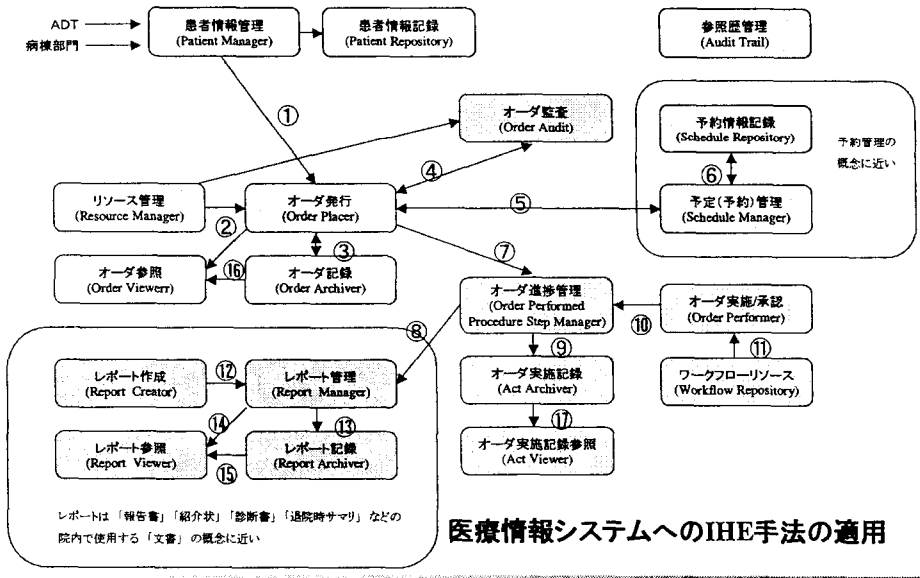 ADT
病棟部門
患者情報管理
(Patient Manager)
患者情報記録
(Patient Repository)
参照歴管理
(Audit Trail)
①
オーダ監査
(Order Audit)
④
予約情報記録
(Schedule Repository)
予約管理の
概念に近い
⑥
リソース管理
(Resource Manager)
②
オーダ発行
(Order Placer)
⑤
予定(予約)管理
(Schedule Manager)
③
⑦
オーダ参照
(Order Viewerr)
⑯
オーダ記録
(Order Archiver)
オーダ進捗管理
(Order Performed
Procedure Step Manager)
⑩
オーダ実施/承認
(Order Performer)
⑧
⑨
⑪
レポート作成
(Report Creator)
⑫
レポート管理
(Report Manager)
オーダ実施記録
(Act Archiver)
ワークフローリソース
(Workflow Repository)
⑭
⑬
⑰
レポート参照
(Report Viewer)
⑮
レポート記録
(Report Archiver)
オーダ実施記録参照
(Act Viewer)
レポートは「報告書」「紹介状」「診断書」「退院時サマリ」などの
院内で使用する「文書」の概念に近い
医療情報システムへのIHE手法の適用